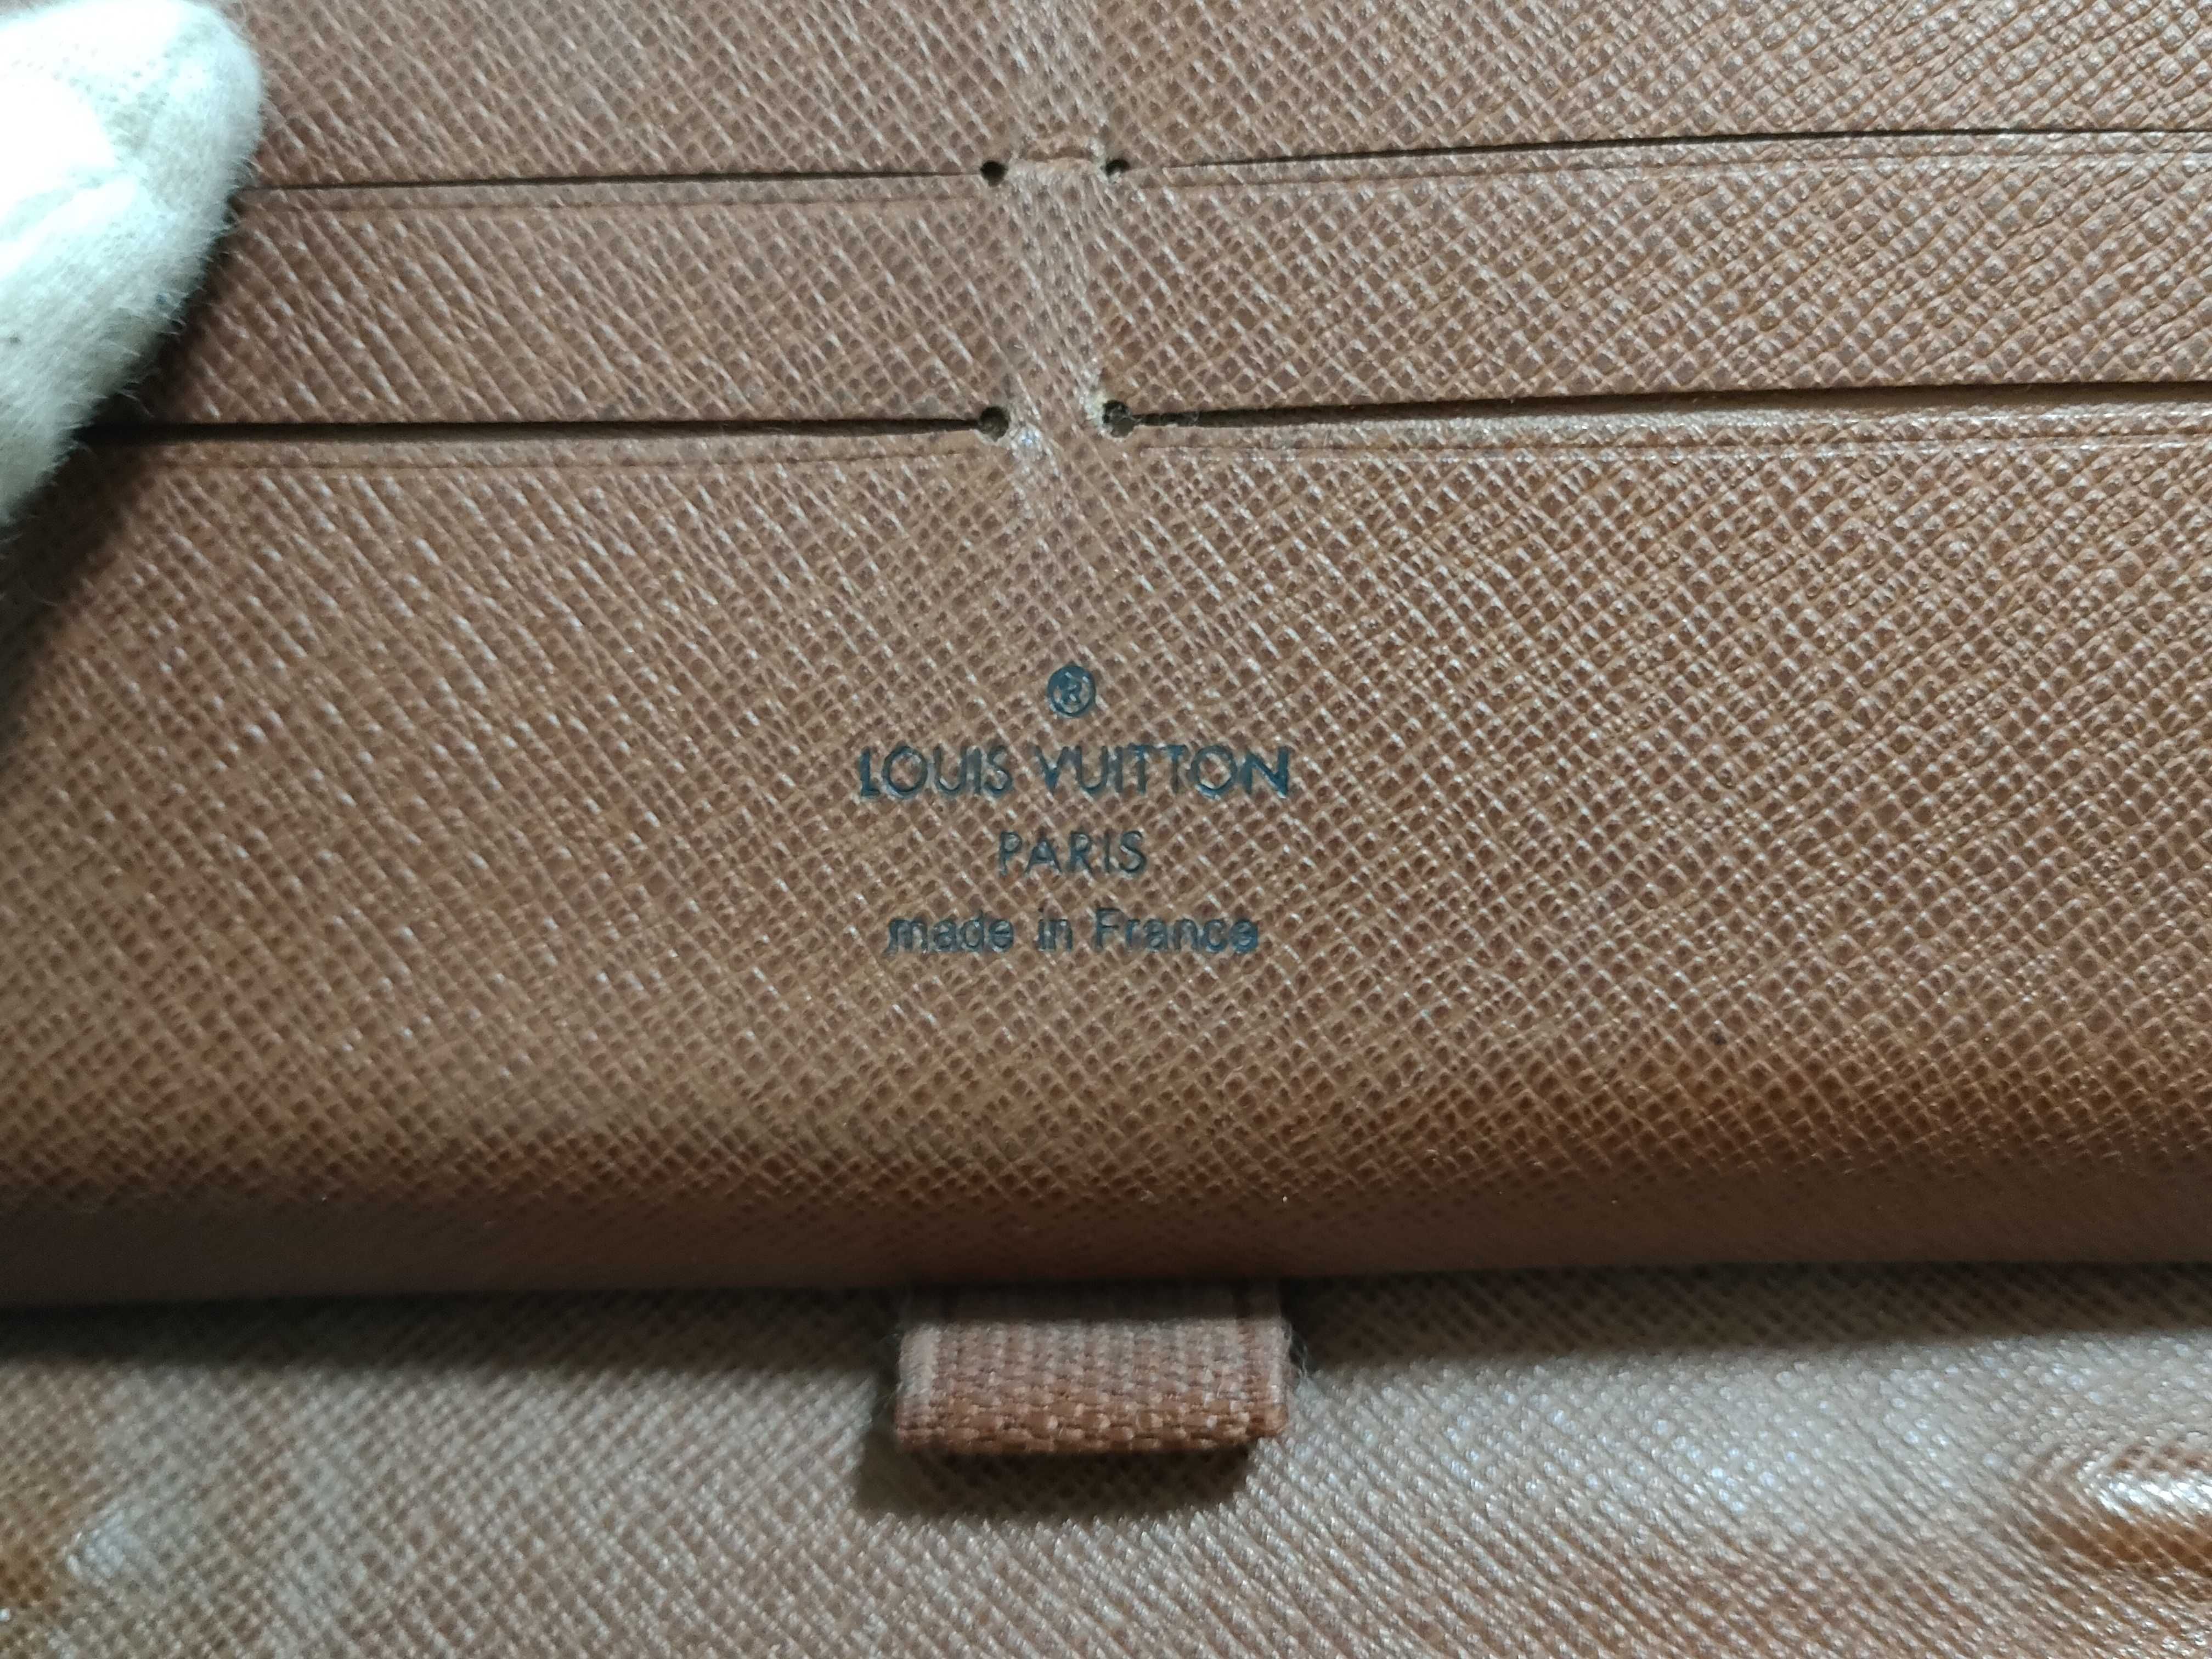 ®
LOUIS VUITTON
PARIS
made in France